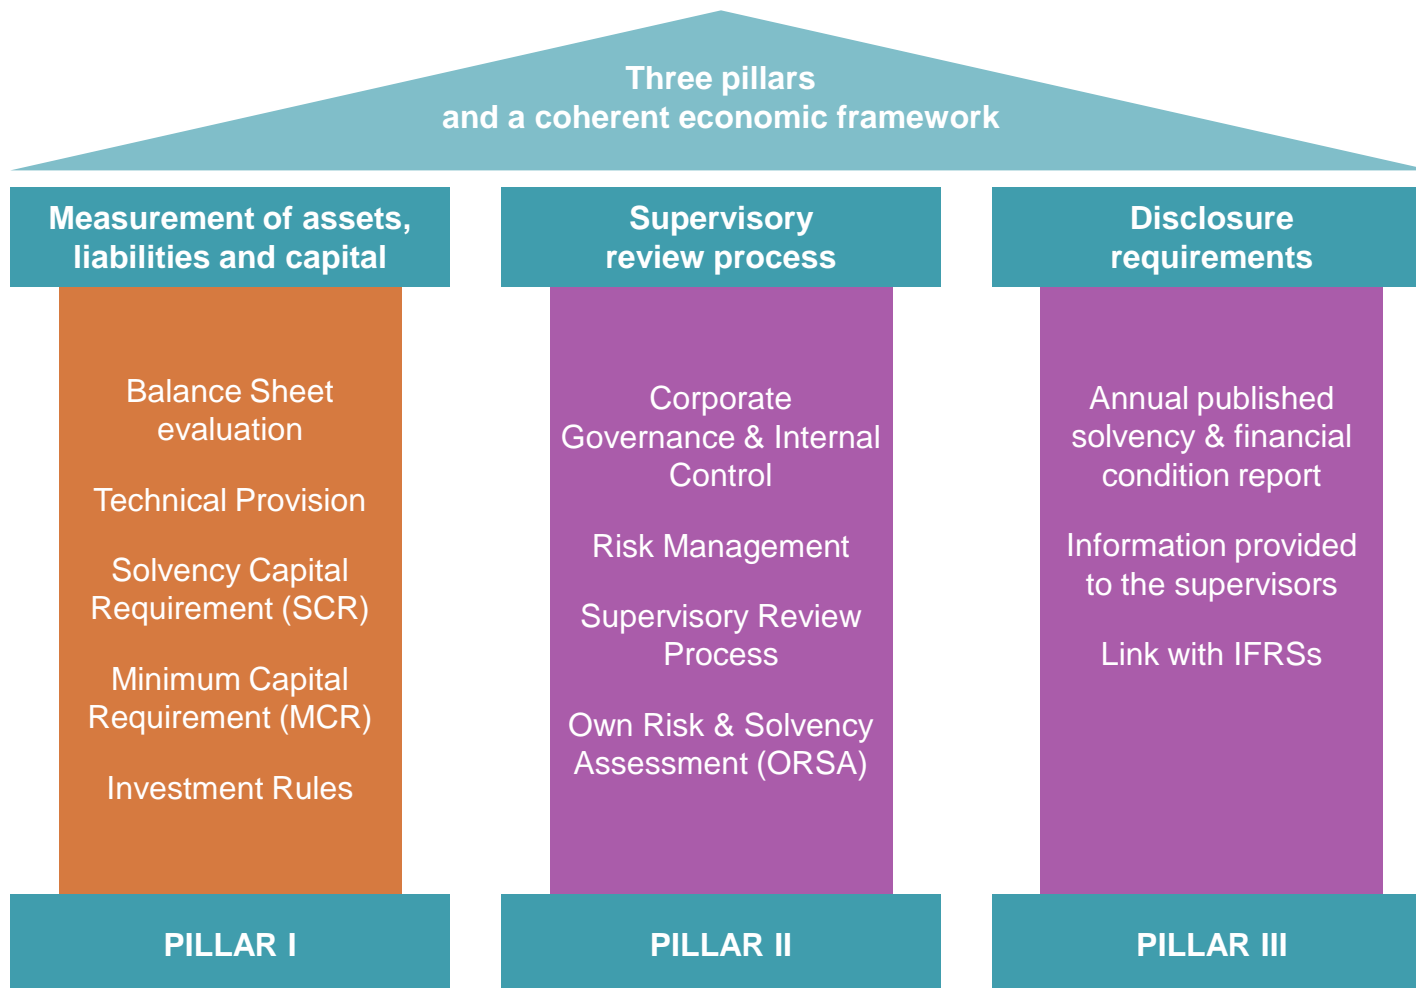 Three pillars
and a coherent economic framework
Measurement of assets,
liabilities and capital
Balance Sheet
evaluation
Technical Provision
Solvency Capital
Requirement (SCR)
Minimum Capital
Requirement (MCR)
Investment Rules
PILLAR I
Supervisory
review process
Corporate
Governance & Internal
Control
Risk Management
Supervisory Review
Process
Own Risk & Solvency
Assessment (ORSA)
PILLAR II
Disclosure
requirements
Annual published
solvency & financial
condition report
Information provided
to the supervisors
Link with IFRSs
PILLAR III